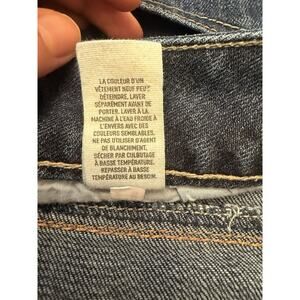 LA COULEUR D'UN
VÊTEMENT NEUF PEUT
DÉTEINDRE. LAVER
SÉPARÉMENT AVANT DE
PORTER. LAVER À LA
MACHINE À L'EAU FROIDE À
L'ENVERS AVEC DES
COULEURS SEMBLABLES.
NE PAS UTILISER D'AGENT
DE BLANCHIMENT.
SÉCHER PAR CULBUTAGE
À BASSE TEMPÉRATURE.
REPASSER À BASSE
TEMPÉRATURE AU BESOIN.